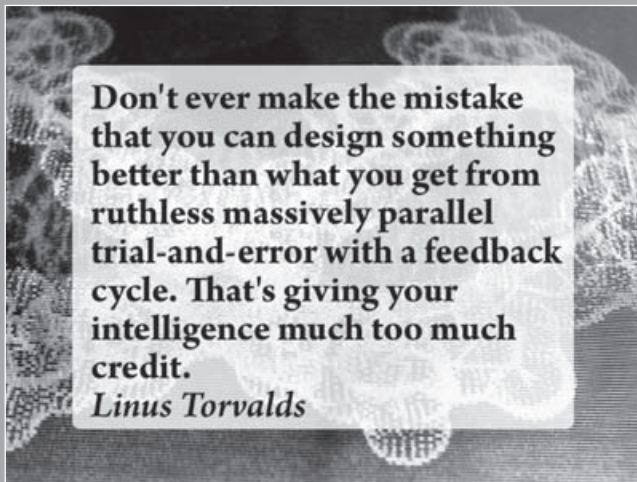 Don't ever make the mistake
that you can design something
better than what you get from
ruthless massively parallel
trial-and-error with a feedback
cycle. That's giving your
intelligence much too much
credit.
Linus Torvalds